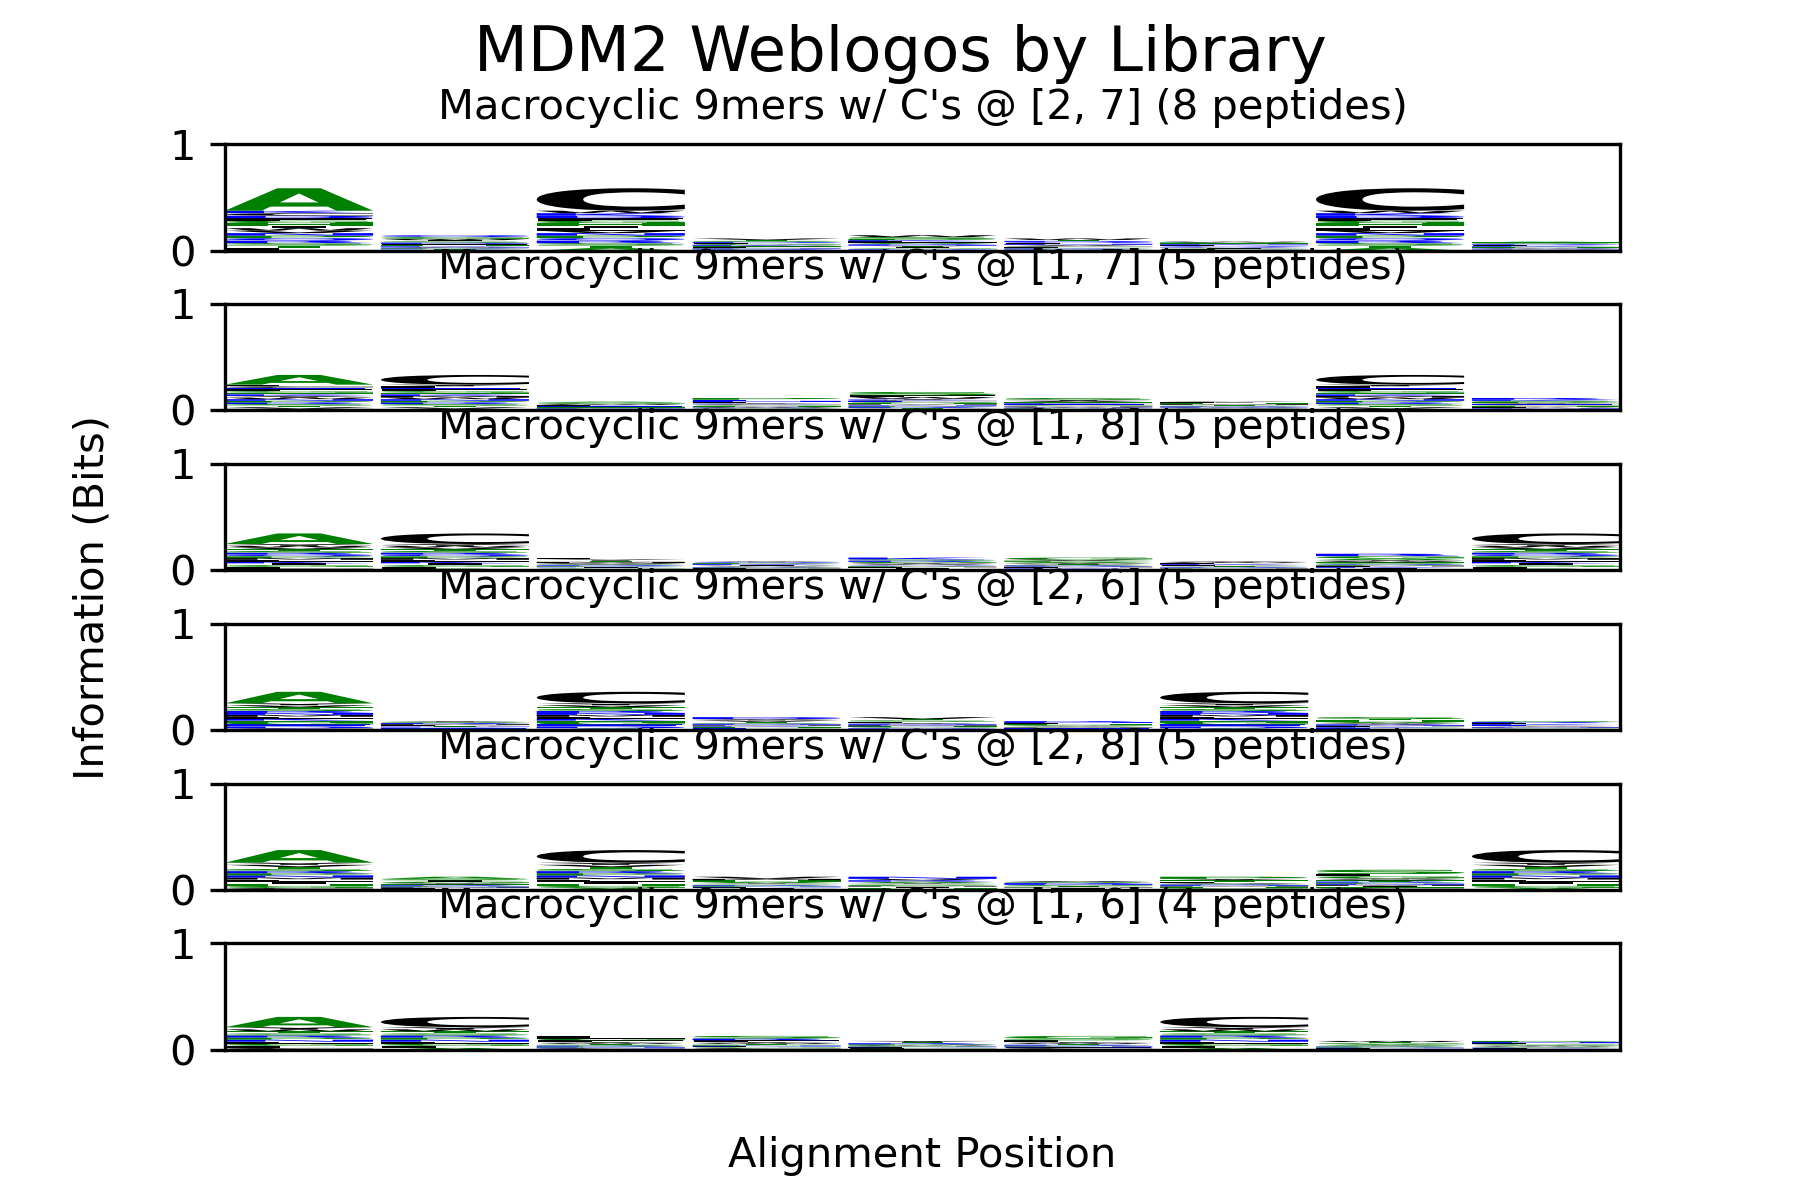 MDM2 Weblogos by Library
Macrocyclic 9mers w/ C's @ [2, 7] (8 peptides)
1
A C C
0
Macrocyclic 9mers w/ C's @ [1, 7] (5 peptides)
1
A C C
0
Macrocyclic 9mers w/ C's @ [1, 8] (5 peptides)
1
A C C
0
Macrocyclic 9mers w/ C's @ [2, 6] (5 peptides)
1
A C C
0
Macrocyclic 9mers w/ C's @ [2, 8] (5 peptides)
1
A C C
0
Macrocyclic 9mers w/ C's @ [1, 6] (4 peptides)
1
A C C
0
Information (Bits)
Alignment Position